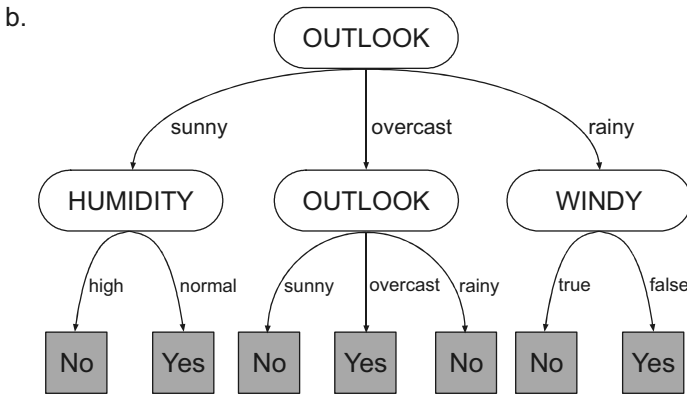 b.
OUTLOOK
sunny
overcast
rainy
HUMIDITY
OUTLOOK
WINDY
high
normal
sunny
overcast
rainy
true
false
No
Yes
No
Yes
No
No
Yes